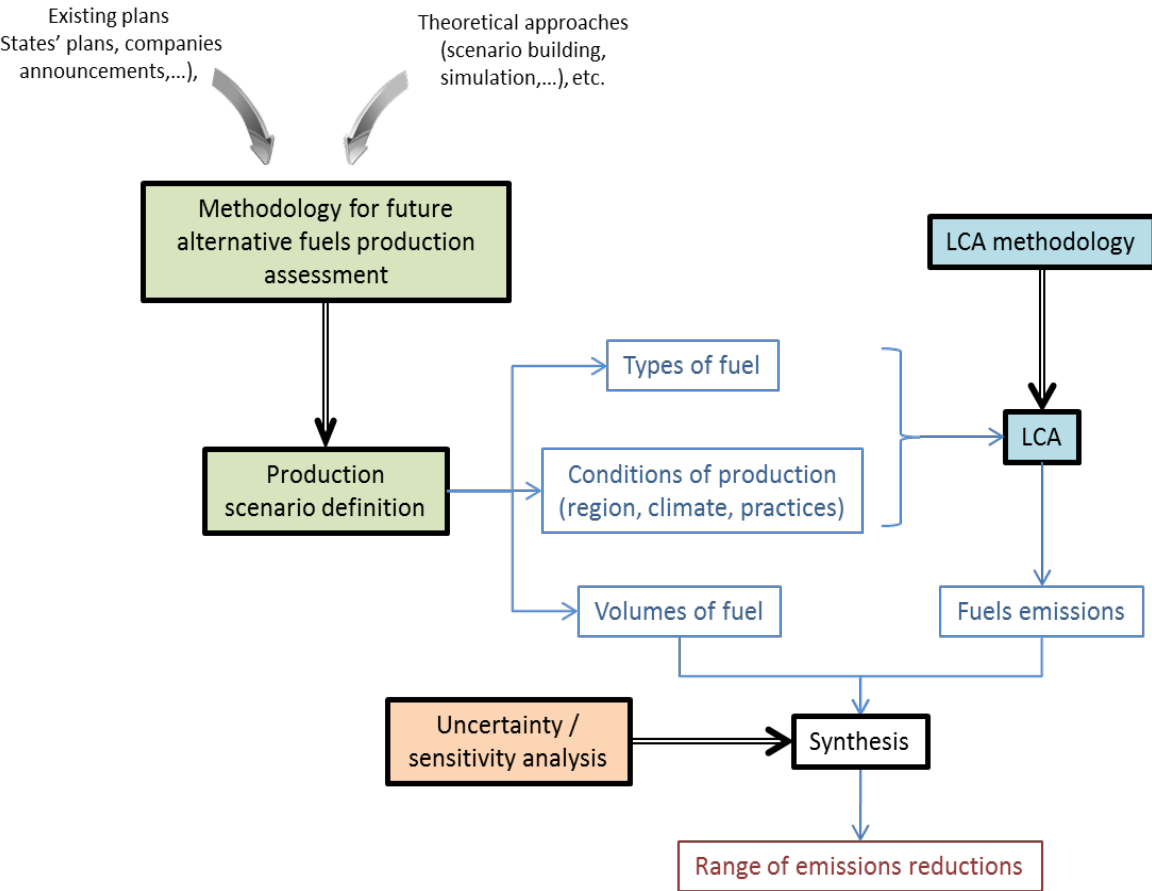 Existing plans
States’ plans, companies
announcements,...),
Theoretical approaches
(scenario building,
simulation,...), etc.
Methodology for future
alternative fuels production
assessment
LCA methodology
Types of fuel
LCA
Production
scenario definition
Conditions of production
(region, climate, practices)
Volumes of fuel
Fuels emissions
Uncertainty /
sensitivity analysis
Synthesis
Range of emissions reductions